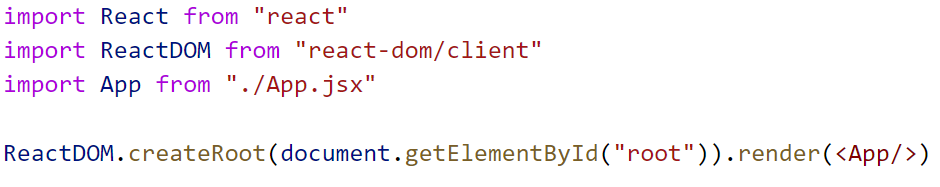 import React from "react"
import ReactDOM from "react-dom/client"
import App from "./App.jsx"
ReactDOM.createRoot(document.getElementById("root")).render(<App/>)